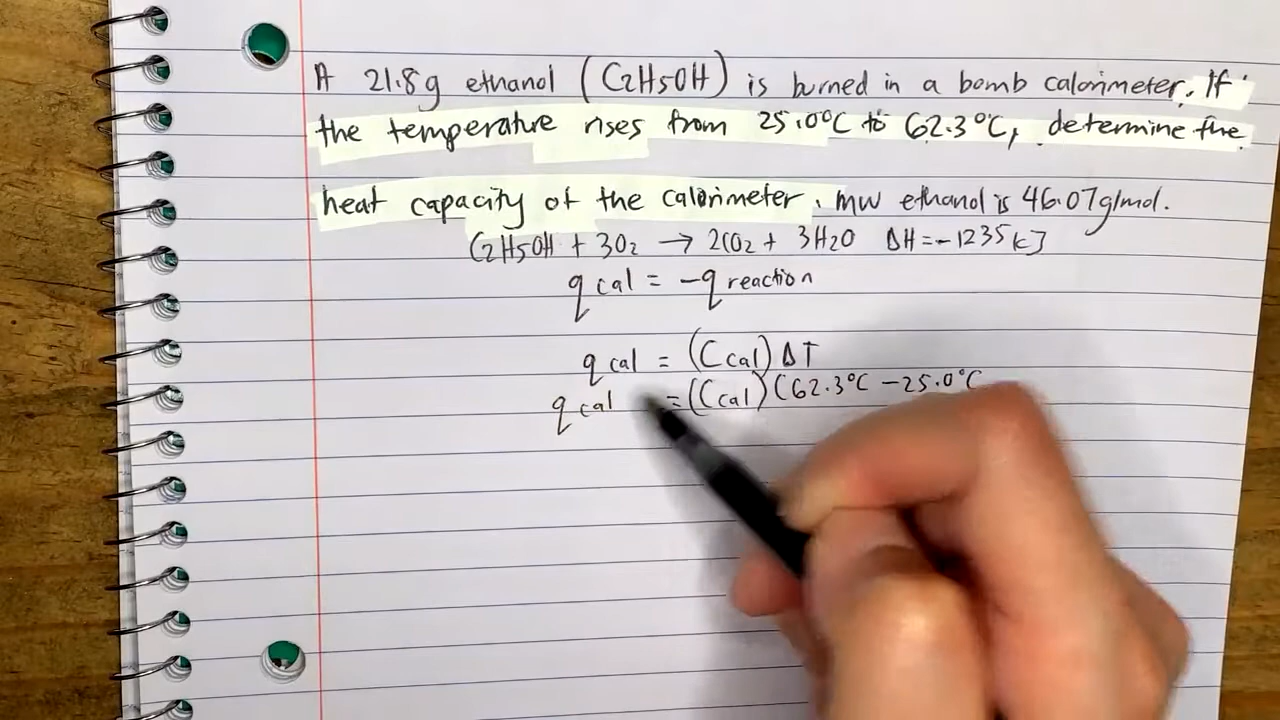 A 21.8g ethanol (C2H5OH) is burned in a bomb calorimeter. If
the temperature rises from 25.0°C to 62.3°C, determine the
heat capacity of the calorimeter. MW ethanol is 46.07g/mol.
C2H5OH + 3O2 → 2CO2 + 3H2O ΔH=-1235 kJ
q cal = -q reaction
q cal = (Ccal) ΔT
q cal = (Ccal) (62.3°C - 25.0°C